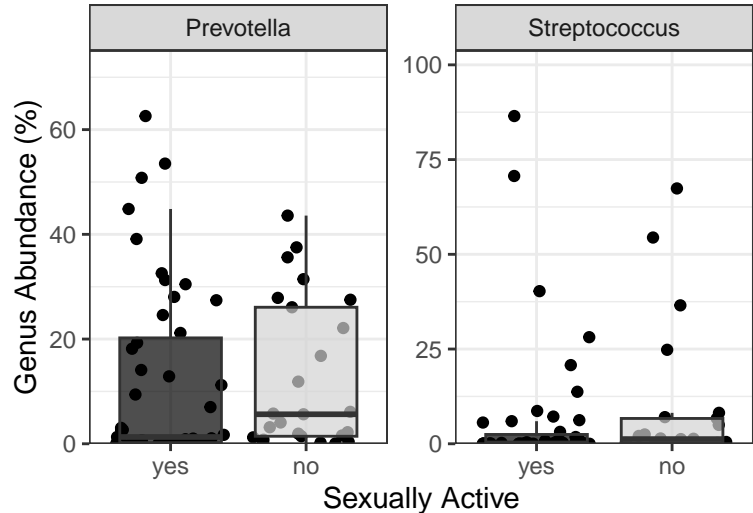 Prevotella
Streptococcus
Genus Abundance (%)
60
40
20
0
100
75
50
25
0
yes
no
yes
no
Sexually Active